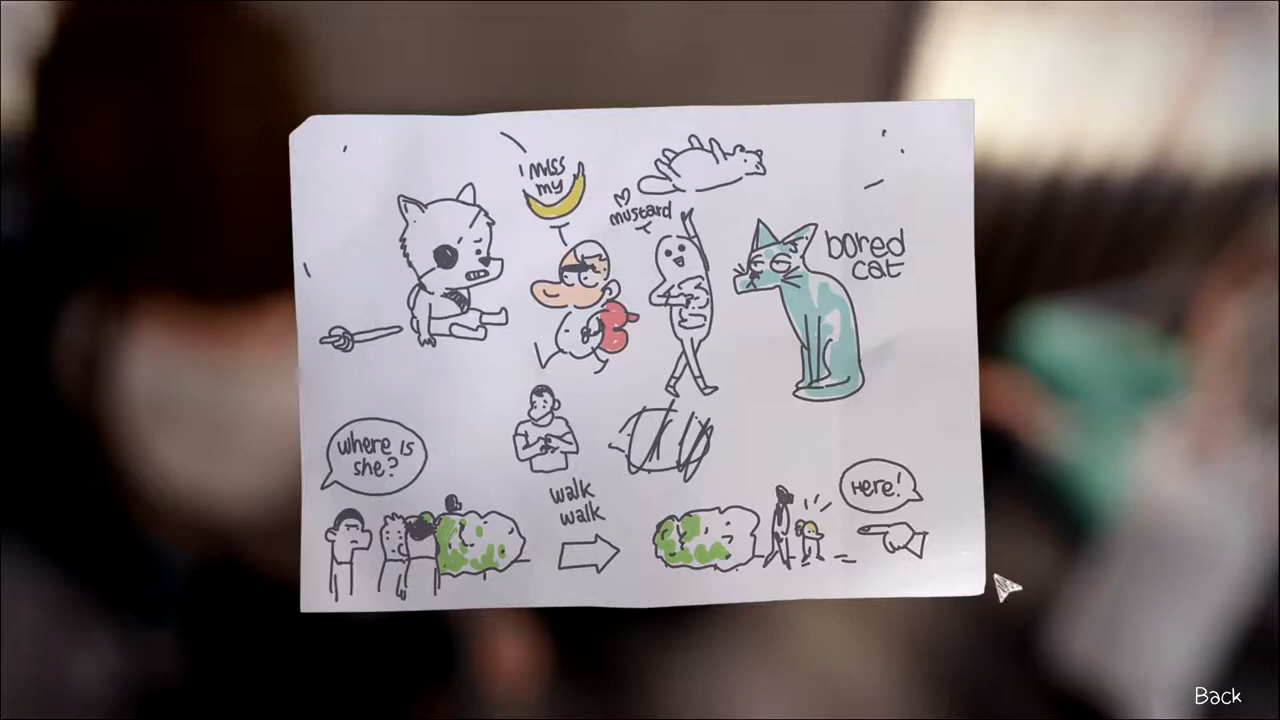 I MISS
MY
mustard
bored
cat
where is
she?
walk
walk
HERE!
Back